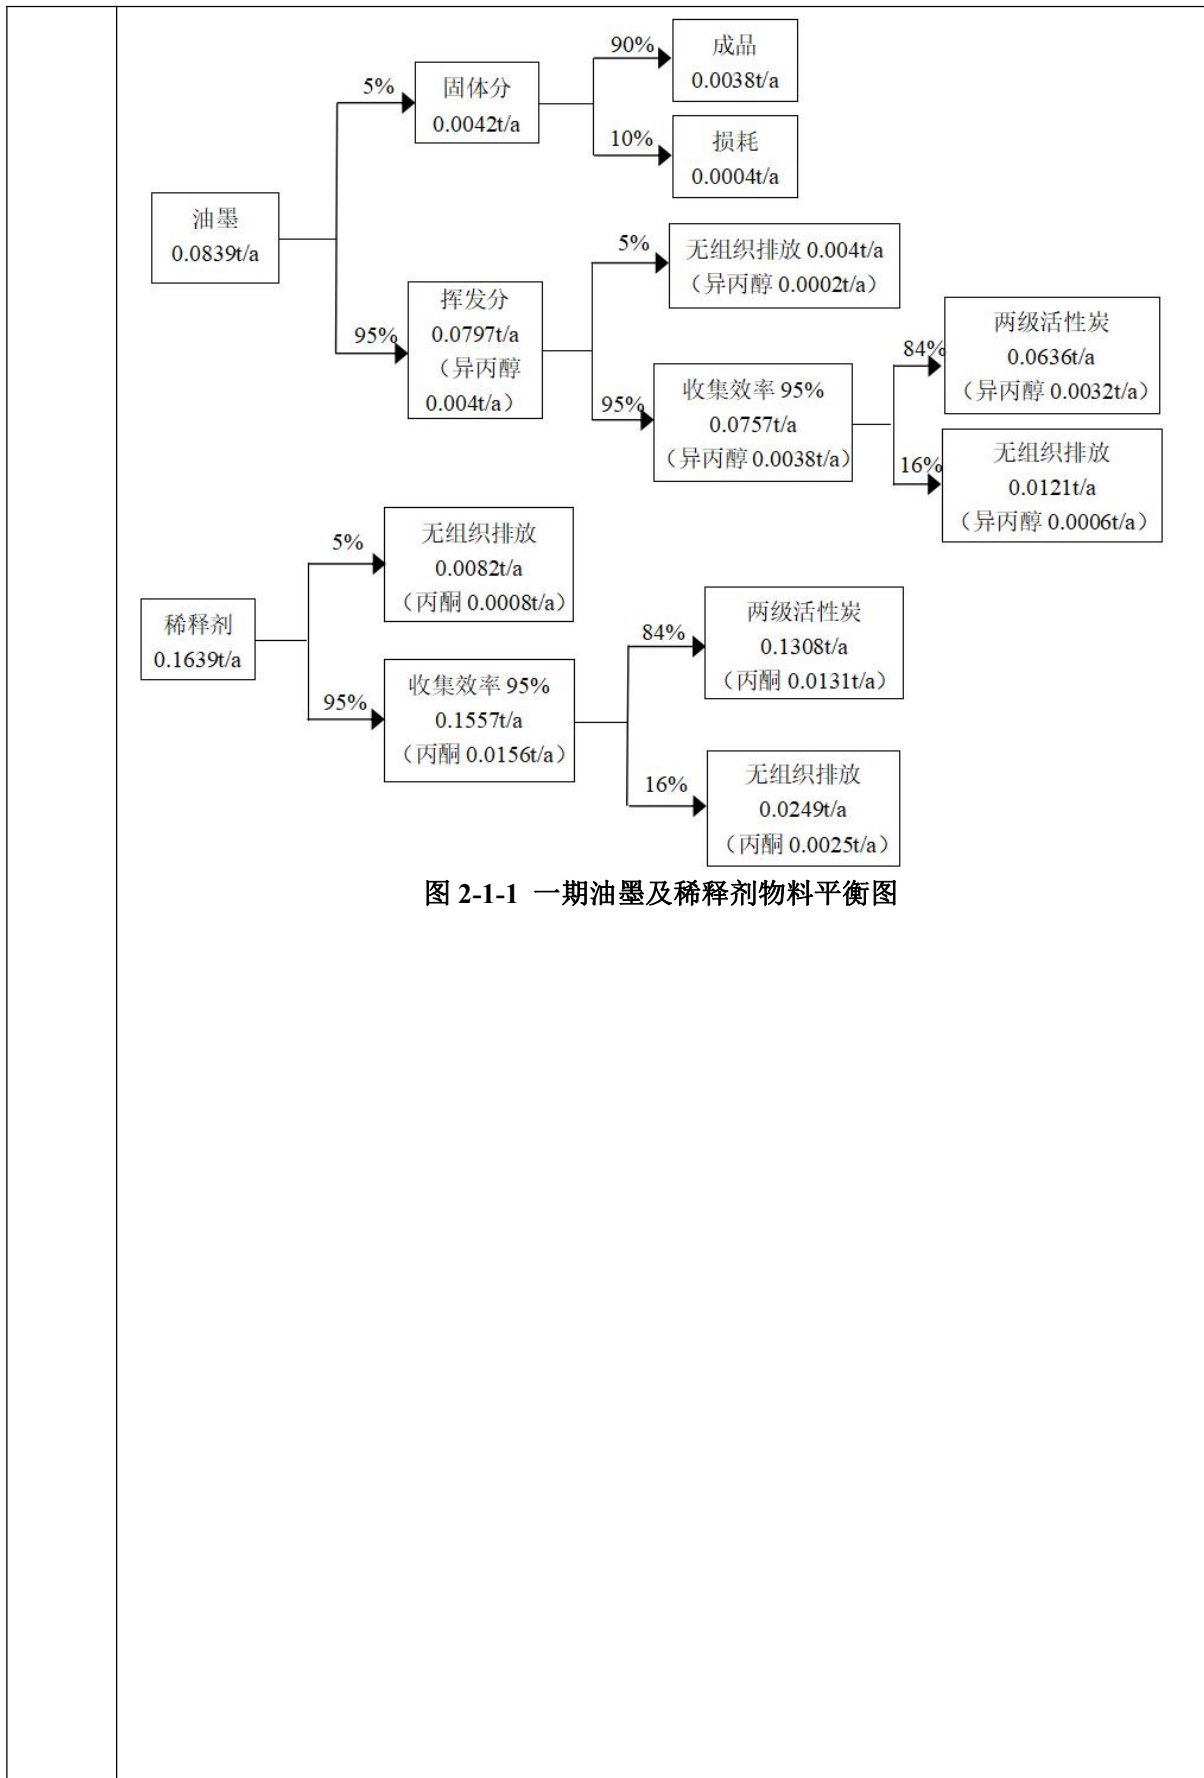 90%
成品
0.0038t/a
5%
固体分
0.0042t/a
10%
损耗
0.0004t/a
油墨
0.0839t/a
5%
无组织排放 0.004t/a
（异丙醇 0.0002t/a）
95%
挥发分
0.0797t/a
（异丙醇
0.004t/a）
95%
收集效率 95%
0.0757t/a
（异丙醇 0.0038t/a）
84%
两级活性炭
0.0636t/a
（异丙醇 0.0032t/a）
16%
无组织排放
0.0121t/a
（异丙醇 0.0006t/a）
稀释剂
0.1639t/a
5%
无组织排放
0.0082t/a
（丙酮 0.0008t/a）
95%
收集效率 95%
0.1557t/a
（丙酮 0.0156t/a）
84%
两级活性炭
0.1308t/a
（丙酮 0.0131t/a）
16%
无组织排放
0.0249t/a
（丙酮 0.0025t/a）
图 2-1-1 一期油墨及稀释剂物料平衡图